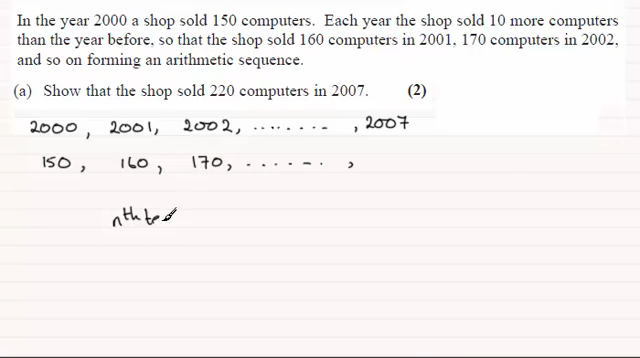 In the year 2000 a shop sold 150 computers. Each year the shop sold 10 more computers
than the year before, so that the shop sold 160 computers in 2001, 170 computers in 2002,
and so on forming an arithmetic sequence.
(a) Show that the shop sold 220 computers in 2007. (2)
2000 , 2001, 2002, ........ , 2007
150 , 160 , 170, ...... ,
nth te